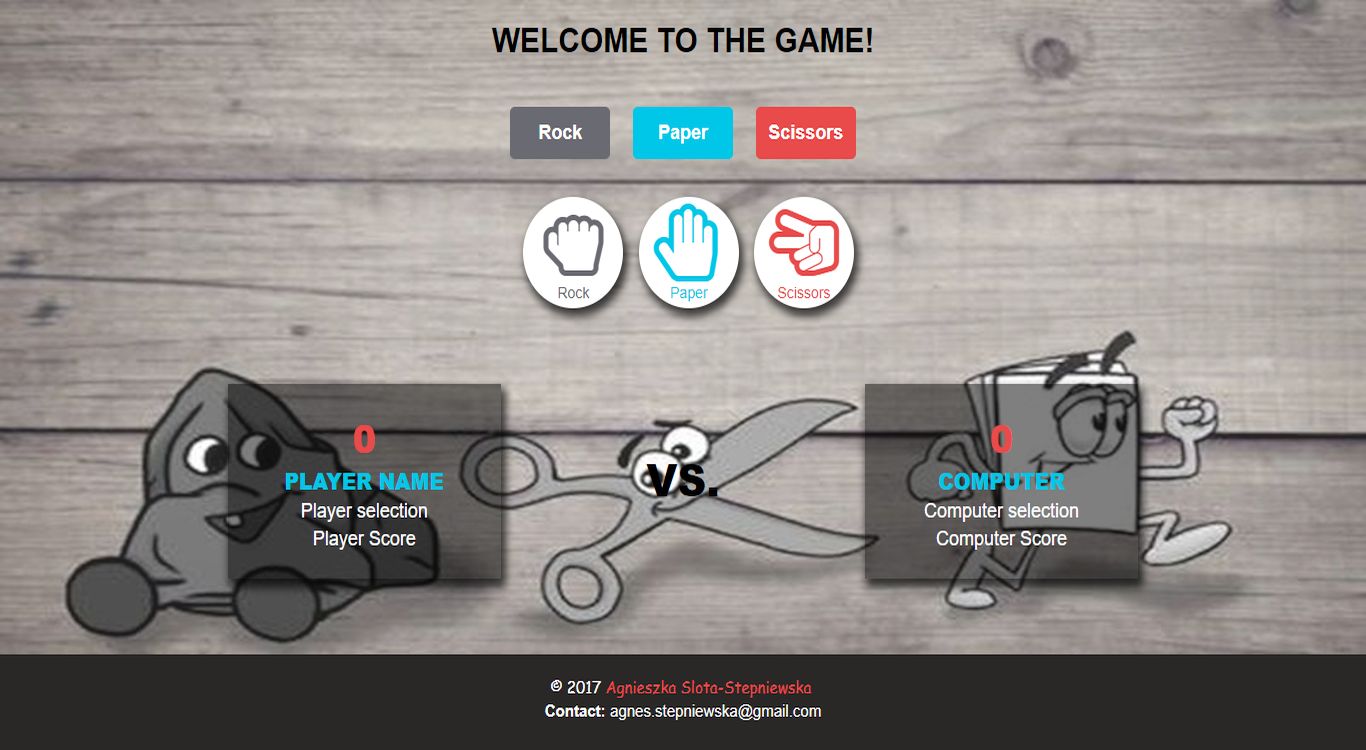 WELCOME TO THE GAME!
Rock Paper Scissors
Rock Paper Scissors
0
PLAYER NAME
Player selection
Player Score
VS.
0
COMPUTER
Computer selection
Computer Score
© 2017 Agnieszka Slota-Stepniewska
Contact: agnes.stepniewska@gmail.com